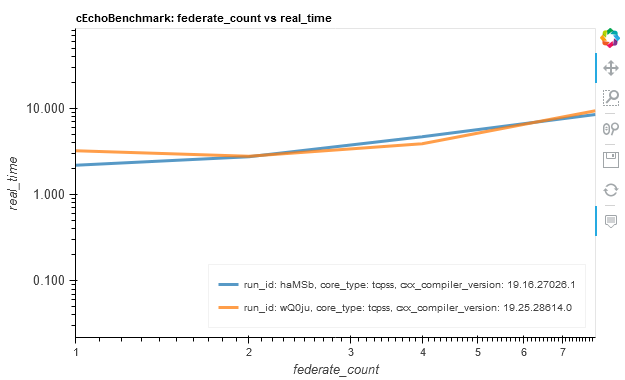 cEchoBenchmark: federate_count vs real_time
10.000
1.000
0.100
real_time
run_id: haMSb, core_type: tcpss, cxx_compiler_version: 19.16.27026.1
run_id: wQ0ju, core_type: tcpss, cxx_compiler_version: 19.25.28614.0
1 2 3 4 5 6 7
federate_count